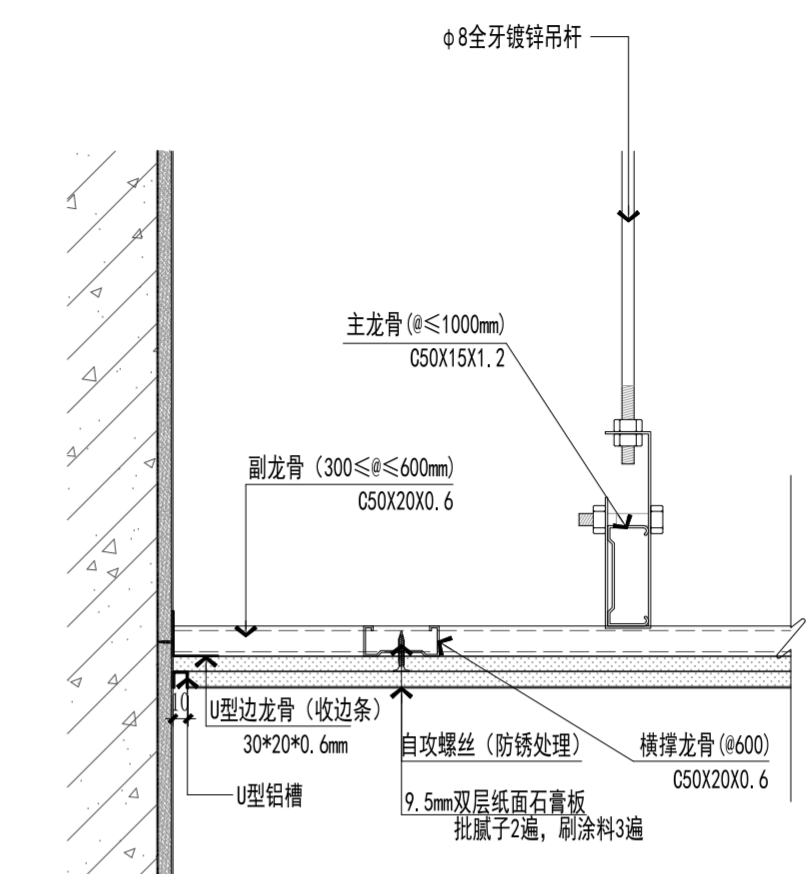 ф8全牙镀锌吊杆
主龙骨(@≤1000mm)
C50X15X1.2
副龙骨（300≤@≤600mm)
C50X20X0.6
10
U型边龙骨（收边条）
30*20*0.6mm
自攻螺丝（防锈处理）
横撑龙骨(@600)
C50X20X0.6
U型铝槽
9.5mm双层纸面石膏板
批腻子2遍，刷涂料3遍